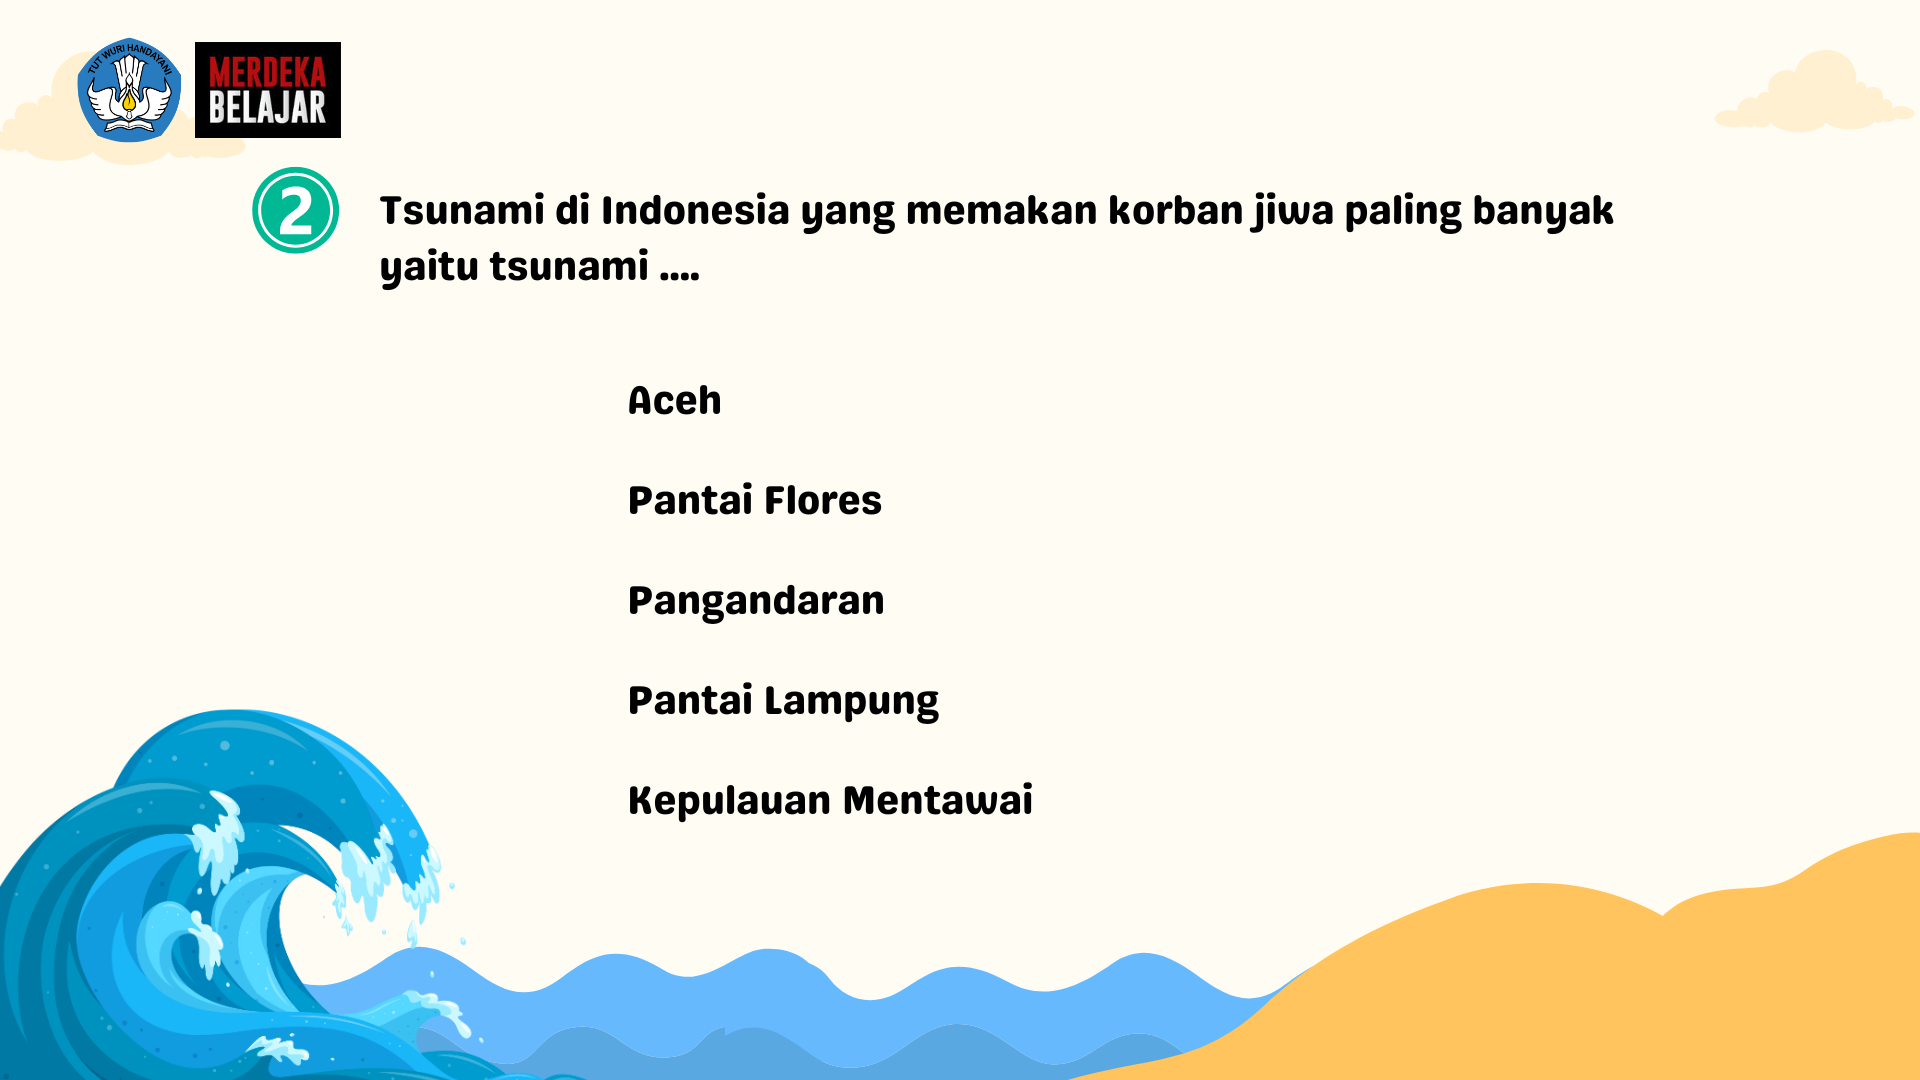 TUT WURI HANDAYANI
MERDEKA
BELAJAR
2
Tsunami di Indonesia yang memakan korban jiwa paling banyak
yaitu tsunami ....
Aceh
Pantai Flores
Pangandaran
Pantai Lampung
Kepulauan Mentawai